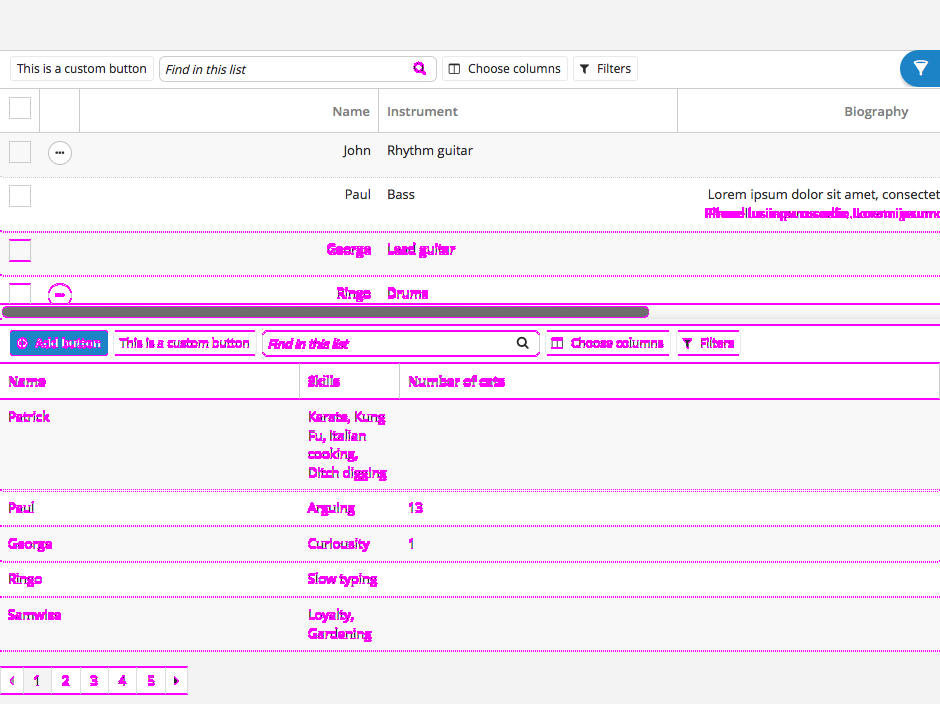 This is a custom button Find in this list Choose columns Filters
Name Instrument Biography
John Rhythm guitar
Paul Bass Lorem ipsum dolor sit amet, consectet
George Lead guitar
Ringo Drums
Add button This is a custom button Find in this list Choose columns Filters
Name Skills Number of cats
Patrick Karate, Kung
Fu, Italian
cooking,
Ditch digging
Paul Arguing 13
George Curiousity 1
Ringo Slow typing
Samwise Loyalty,
Gardening
1 2 3 4 5